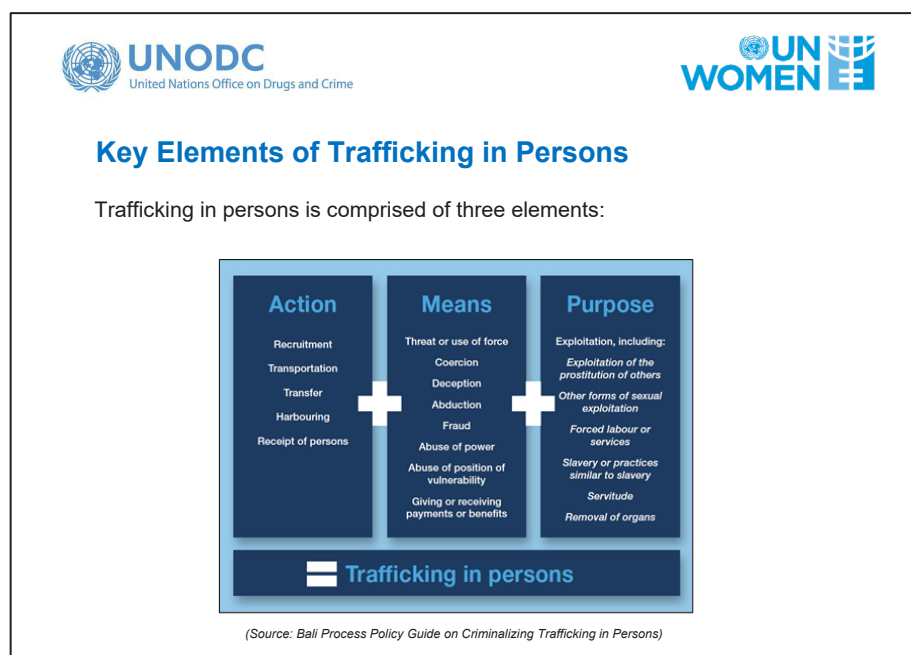 UNODC
United Nations Office on Drugs and Crime
UN
WOMEN
Key Elements of Trafficking in Persons
Trafficking in persons is comprised of three elements:
Action
Recruitment
Transportation
Transfer
Harbouring
Receipt of persons
Means
Threat or use of force
Coercion
Deception
Abduction
Fraud
Abuse of power
Abuse of position of
vulnerability
Giving or receiving
payments or benefits
Purpose
Exploitation, including:
Exploitation of the
prostitution of others
Other forms of sexual
exploitation
Forced labour or
services
Slavery or practices
similar to slavery
Servitude
Removal of organs
= Trafficking in persons
(Source: Bali Process Policy Guide on Criminalizing Trafficking in Persons)